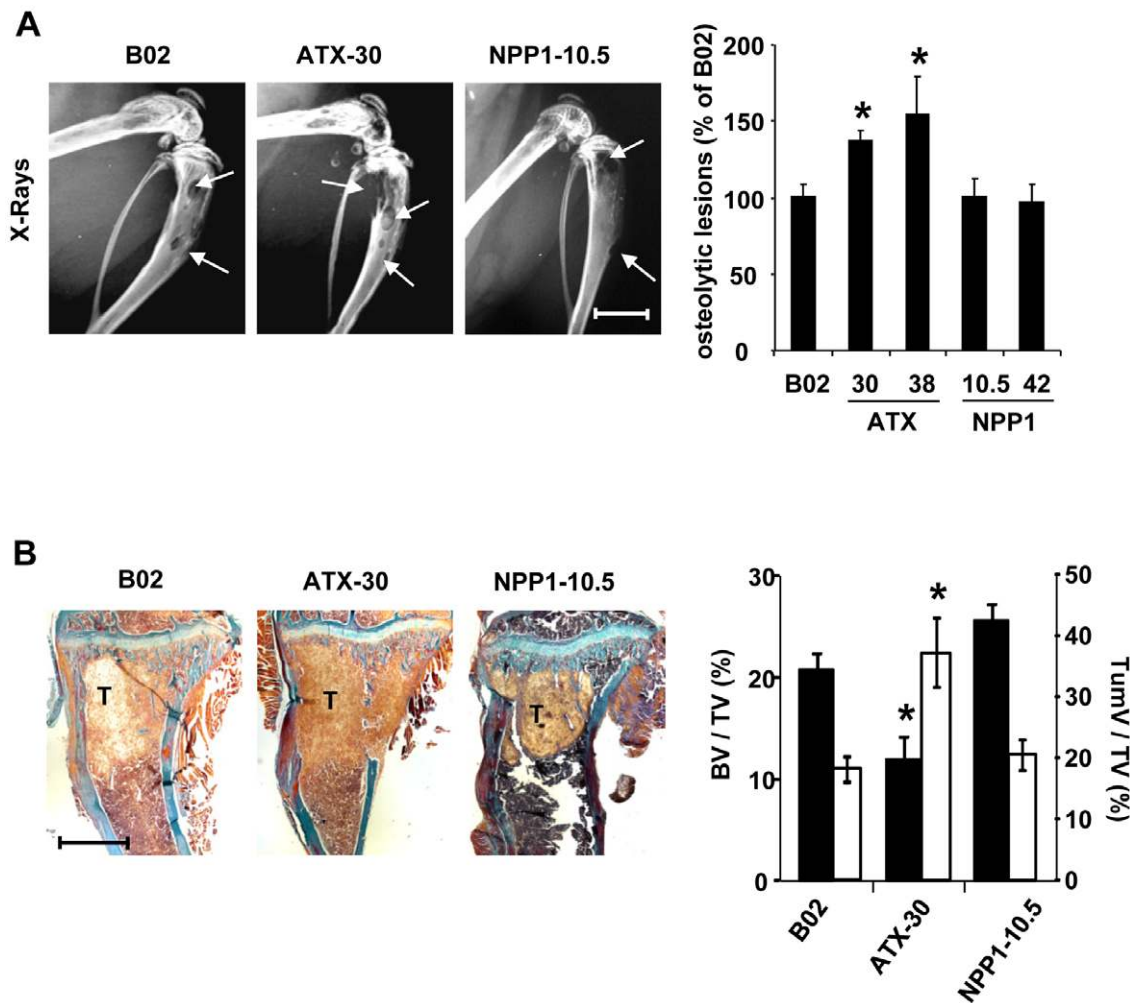 A
B02 ATX-30 NPP1-10.5
X-Rays
osteolytic lesions (% of B02)
200
150
100
50
0
B02 30 38 10.5 42
ATX NPP1
* *
B
B02 ATX-30 NPP1-10.5
T T T
BV / TV (%)
30
20
10
0
* *
50
40
30
20
10
0
TumV / TV (%)
B02 ATX-30 NPP1-10.5